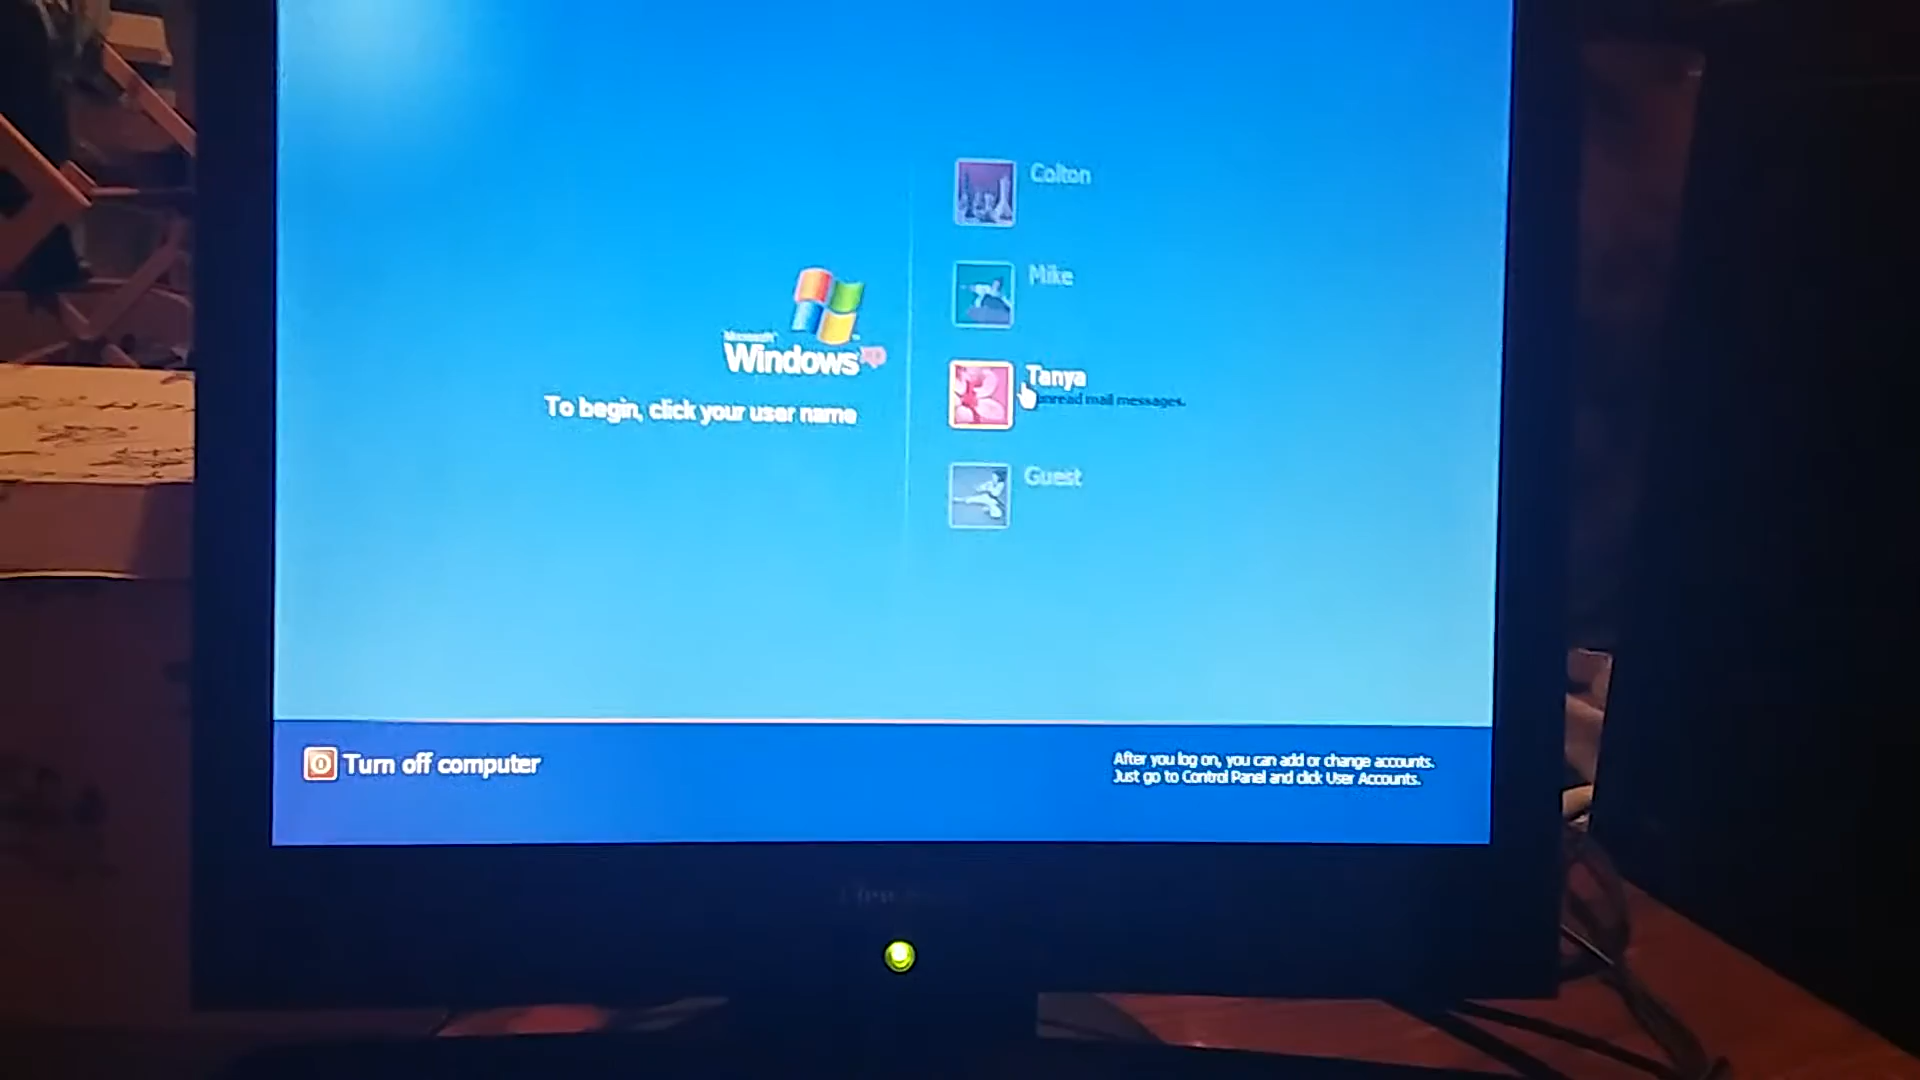 Colton
Mike
Microsoft
Windows xp
Tanya
unread mail messages.
To begin, click your user name
Guest
Turn off computer
After you log on, you can add or change accounts.
Just go to Control Panel and click User Accounts.